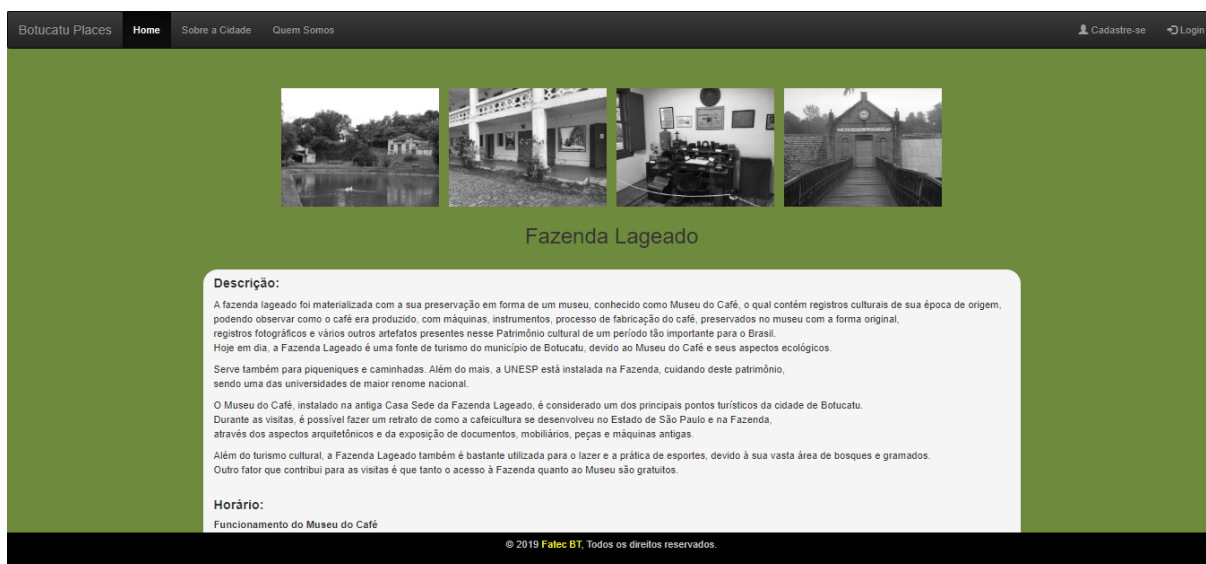 Botucatu Places Home Sobre a Cidade Quem Somos Cadastre-se Login
Fazenda Lageado
Descrição:
A fazenda lageado foi materializada com a sua preservação em forma de um museu, conhecido como Museu do Café, o qual contém registros culturais de sua época de origem,
podendo observar como o café era produzido, com máquinas, instrumentos, processo de fabricação do café, preservados no museu com a forma original,
registros fotográficos e vários outros artefatos presentes nesse Patrimônio cultural de um período tão importante para o Brasil.
Hoje em dia, a Fazenda Lageado é uma fonte de turismo do município de Botucatu, devido ao Museu do Café e seus aspectos ecológicos.
Serve também para piqueniques e caminhadas. Além do mais, a UNESP está instalada na Fazenda, cuidando deste patrimônio,
sendo uma das universidades de maior renome nacional.
O Museu do Café, instalado na antiga Casa Sede da Fazenda Lageado, é considerado um dos principais pontos turísticos da cidade de Botucatu.
Durante as visitas, é possível fazer um retrato de como a cafeicultura se desenvolveu no Estado de São Paulo e na Fazenda,
através dos aspectos arquitetônicos e da exposição de documentos, mobiliários, peças e máquinas antigas.
Além do turismo cultural, a Fazenda Lageado também é bastante utilizada para o lazer e a prática de esportes, devido à sua vasta área de bosques e gramados.
Outro fator que contribui para as visitas é que tanto o acesso à Fazenda quanto ao Museu são gratuitos.
Horário:
Funcionamento do Museu do Café
© 2019 Fatec BT, Todos os direitos reservados.